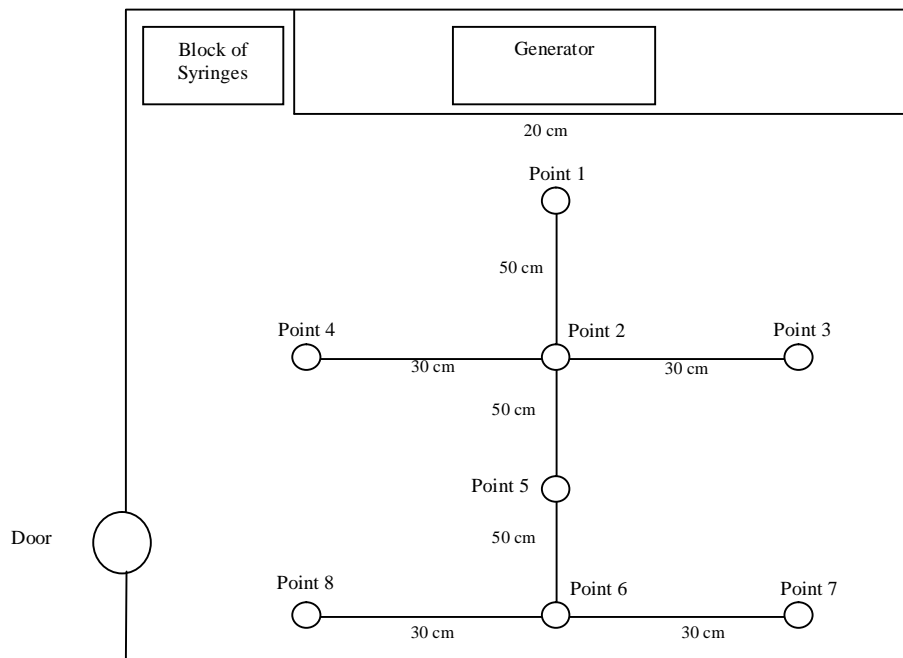 Block of
Syringes
Generator
20 cm
Point 1
50 cm
Point 4
Point 2
Point 3
30 cm
30 cm
50 cm
Point 5
Door
50 cm
Point 8
Point 6
Point 7
30 cm
30 cm